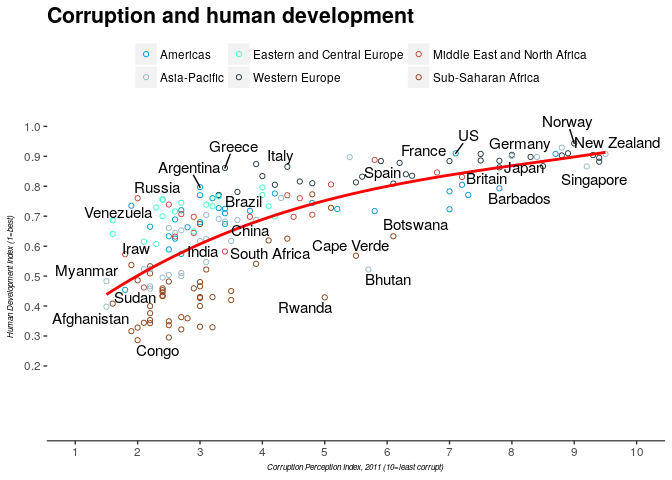 Corruption and human development
Americas
Eastern and Central Europe
Middle East and North Africa
Asia-Pacific
Western Europe
Sub-Saharan Africa
Norway
US
Greece
Germany
New Zealand
France
Italy
Argentina
Spain
Japan
Britain
Singapore
Russia
Barbados
Brazil
Venezuela
Botswana
China
Cape Verde
Iraw
India
South Africa
Myanmar
Bhutan
Sudan
Rwanda
Afghanistan
Congo
1.0
0.9
0.8
0.7
0.6
0.5
0.4
0.3
0.2
Human Development Index (1=best)
1 2 3 4 5 6 7 8 9 10
Corruption Perception Index, 2011 (10=least corrupt)